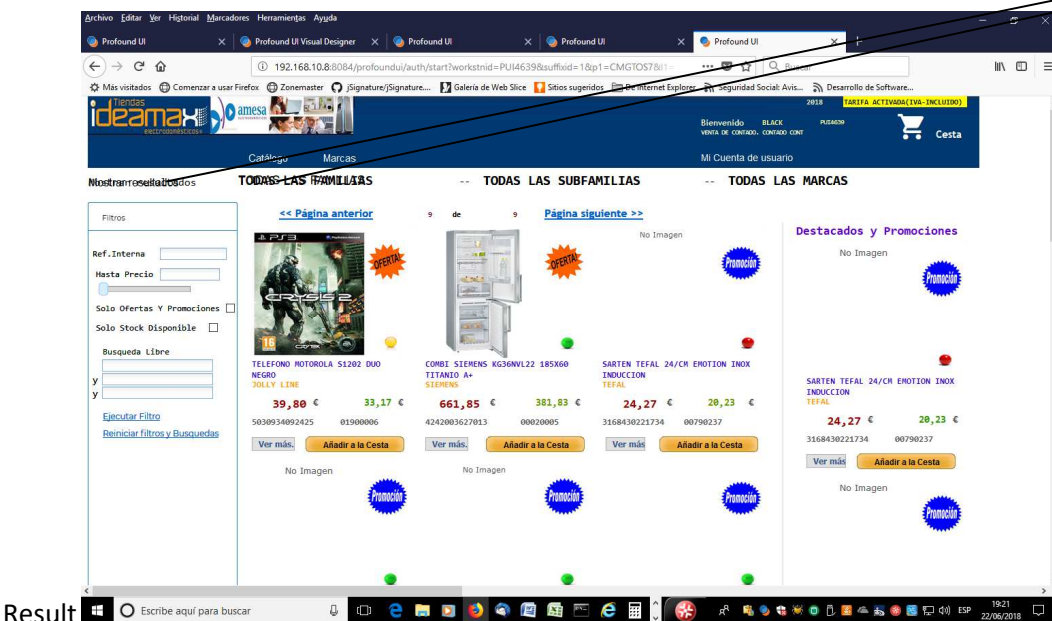 Archivo Editar Ver Historial Marcadores Herramientas Ayuda
Profound UI Profound UI Visual Designer Profound UI Profound UI Profound UI
192.168.10.8:8084/profoundui/auth/start?workstnid=PUI4639&suffixid=1&p1=CMGTOS7& Buscar
Más visitados Comenzar a usar Firefox Zonemaster jSignature/jSignature.... Galería de Web Slice Sitios sugeridos De Internet Explorer Seguridad Social: Avis... Desarrollo de Software...
Tiendas
ideamax
electrodomésticos+
amesa
2018 TARIFA ACTIVADA(IVA-INCLUIDO)
Bienvenido BLACK PUI4639
VENTA DE CONTADO. CONTADO CONT
Cesta
Catálogo Marcas Mi Cuenta de usuario
Mostrar resultados
TODAS LAS FAMILIAS -- TODAS LAS SUBFAMILIAS -- TODAS LAS MARCAS
Filtros
Ref.Interna
Hasta Precio
Solo Ofertas Y Promociones
Solo Stock Disponible
Busqueda Libre
y
y
Ejecutar Filtro
Reiniciar filtros y Busquedas
<< Página anterior 9 de 9 Página siguiente >>
PS3
CRYSIS 2
16
OFERTA
TELEFONO MOTOROLA S1202 DUO
NEGRO
JOLLY LINE
39,80 € 33,17 €
5030934092425 01900006
Ver más. Añadir a la Cesta
OFERTA
COMBI SIEMENS KG36NVL22 185X60
TITANIO A+
SIEMENS
661,85 € 381,83 €
4242003627013 00020005
Ver más. Añadir a la Cesta
No Imagen
Promoción
SARTEN TEFAL 24/CM EMOTION INOX
INDUCCION
TEFAL
24,27 € 20,23 €
3168430221734 00790237
Ver más Añadir a la Cesta
Destacados y Promociones
No Imagen
Promoción
SARTEN TEFAL 24/CM EMOTION INOX
INDUCCION
TEFAL
24,27 € 20,23 €
3168430221734 00790237
Ver más Añadir a la Cesta
No Imagen
Promoción
No Imagen
Promoción
Promoción
No Imagen
Promoción
Result
Escribe aquí para buscar
ESP
19:21
22/06/2018